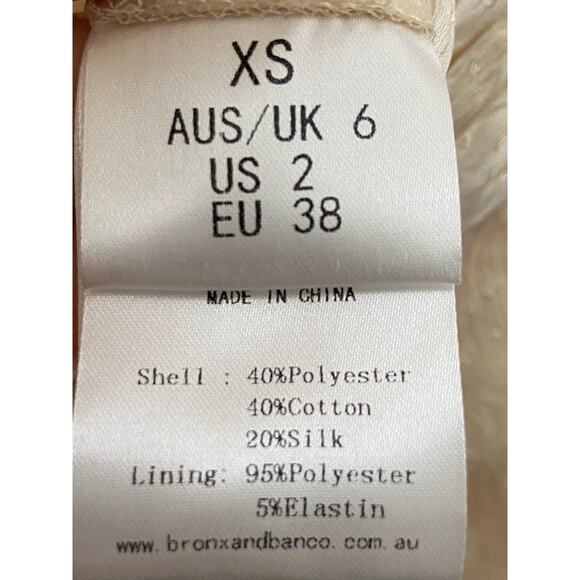 XS
AUS/UK 6
US 2
EU 38
MADE IN CHINA
Shell : 40%Polyester
40%Cotton
20%Silk
Lining: 95%Polyester
5%Elastin
www.bronxandbanco.com.au